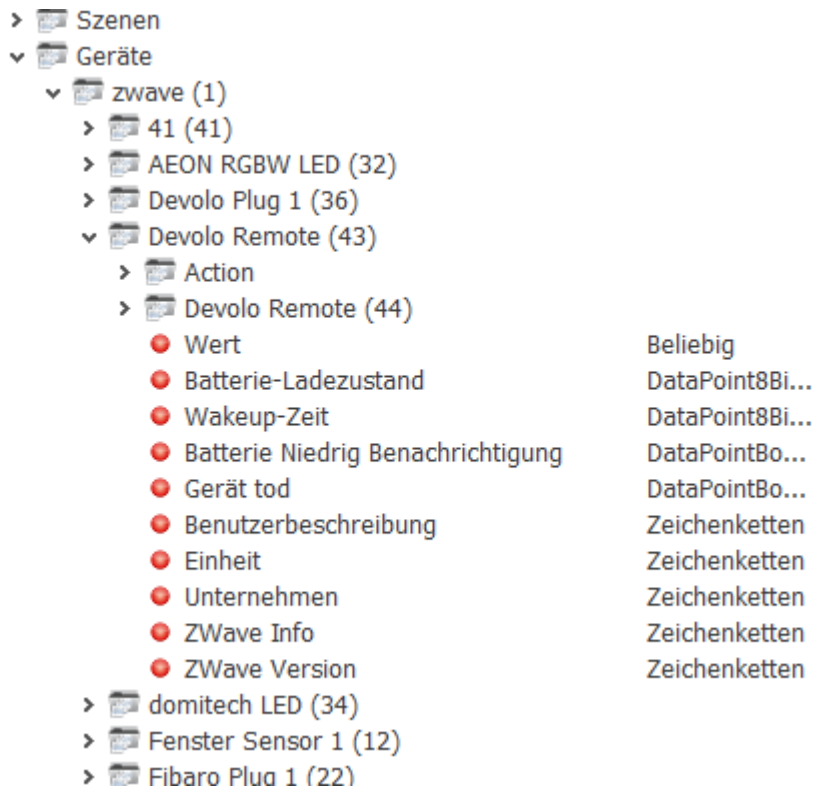 Szenen
Geräte
zwave (1)
41 (41)
AEON RGBW LED (32)
Devolo Plug 1 (36)
Devolo Remote (43)
Action
Devolo Remote (44)
Wert Beliebig
Batterie-Ladezustand DataPoint8Bi...
Wakeup-Zeit DataPoint8Bi...
Batterie Niedrig Benachrichtigung DataPointBo...
Gerät tod DataPointBo...
Benutzerbeschreibung Zeichenketten
Einheit Zeichenketten
Unternehmen Zeichenketten
ZWave Info Zeichenketten
ZWave Version Zeichenketten
domitech LED (34)
Fenster Sensor 1 (12)
Fibaro Plug 1 (22)